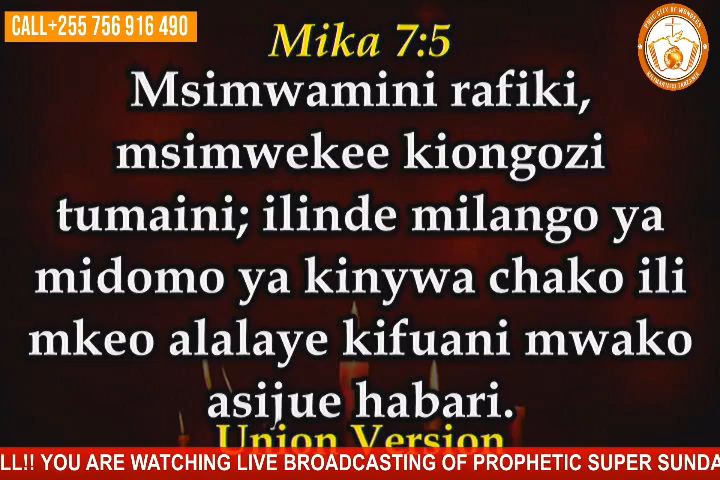 CALL+255 756 916 490
Mika 7:5
Msimwamini rafiki,
msimwekee kiongozi
tumaini; ilinde milango ya
midomo ya kinywa chako ili
mkeo alalaye kifuani mwako
asijue habari.
Union Version
LL!! YOU ARE WATCHING LIVE BROADCASTING OF PROPHETIC SUPER SUNDA